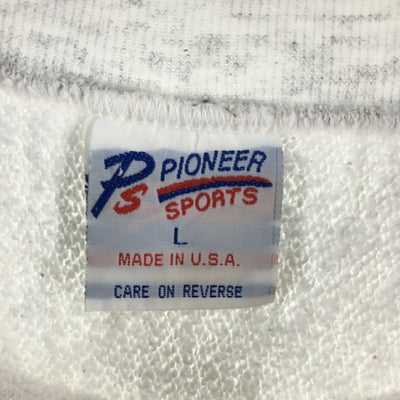 PS PIONEER
SPORTS
L
MADE IN U.S.A.
CARE ON REVERSE